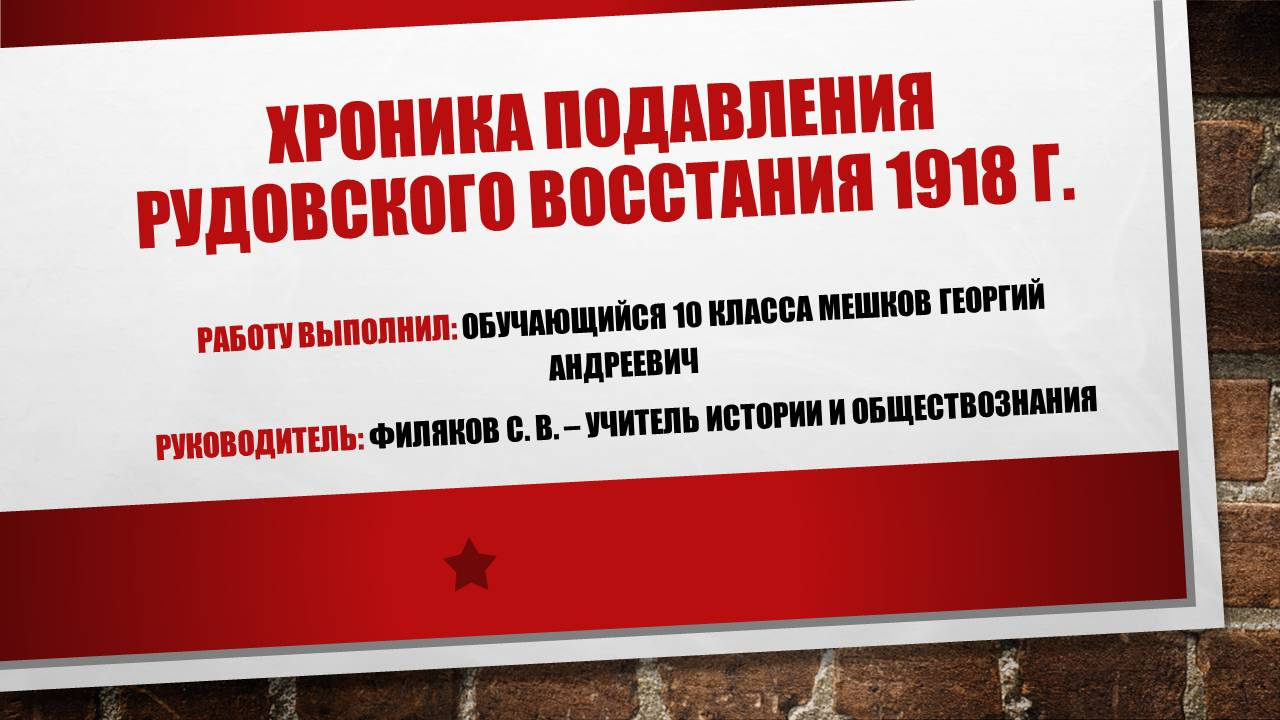 ХРОНИКА ПОДАВЛЕНИЯ
РУДОВСКОГО ВОССТАНИЯ 1918 Г.
РАБОТУ ВЫПОЛНИЛ: ОБУЧАЮЩИЙСЯ 10 КЛАССА МЕШКОВ ГЕОРГИЙ
АНДРЕЕВИЧ
РУКОВОДИТЕЛЬ: ФИЛЯКОВ С. В. – УЧИТЕЛЬ ИСТОРИИ И ОБЩЕСТВОЗНАНИЯ